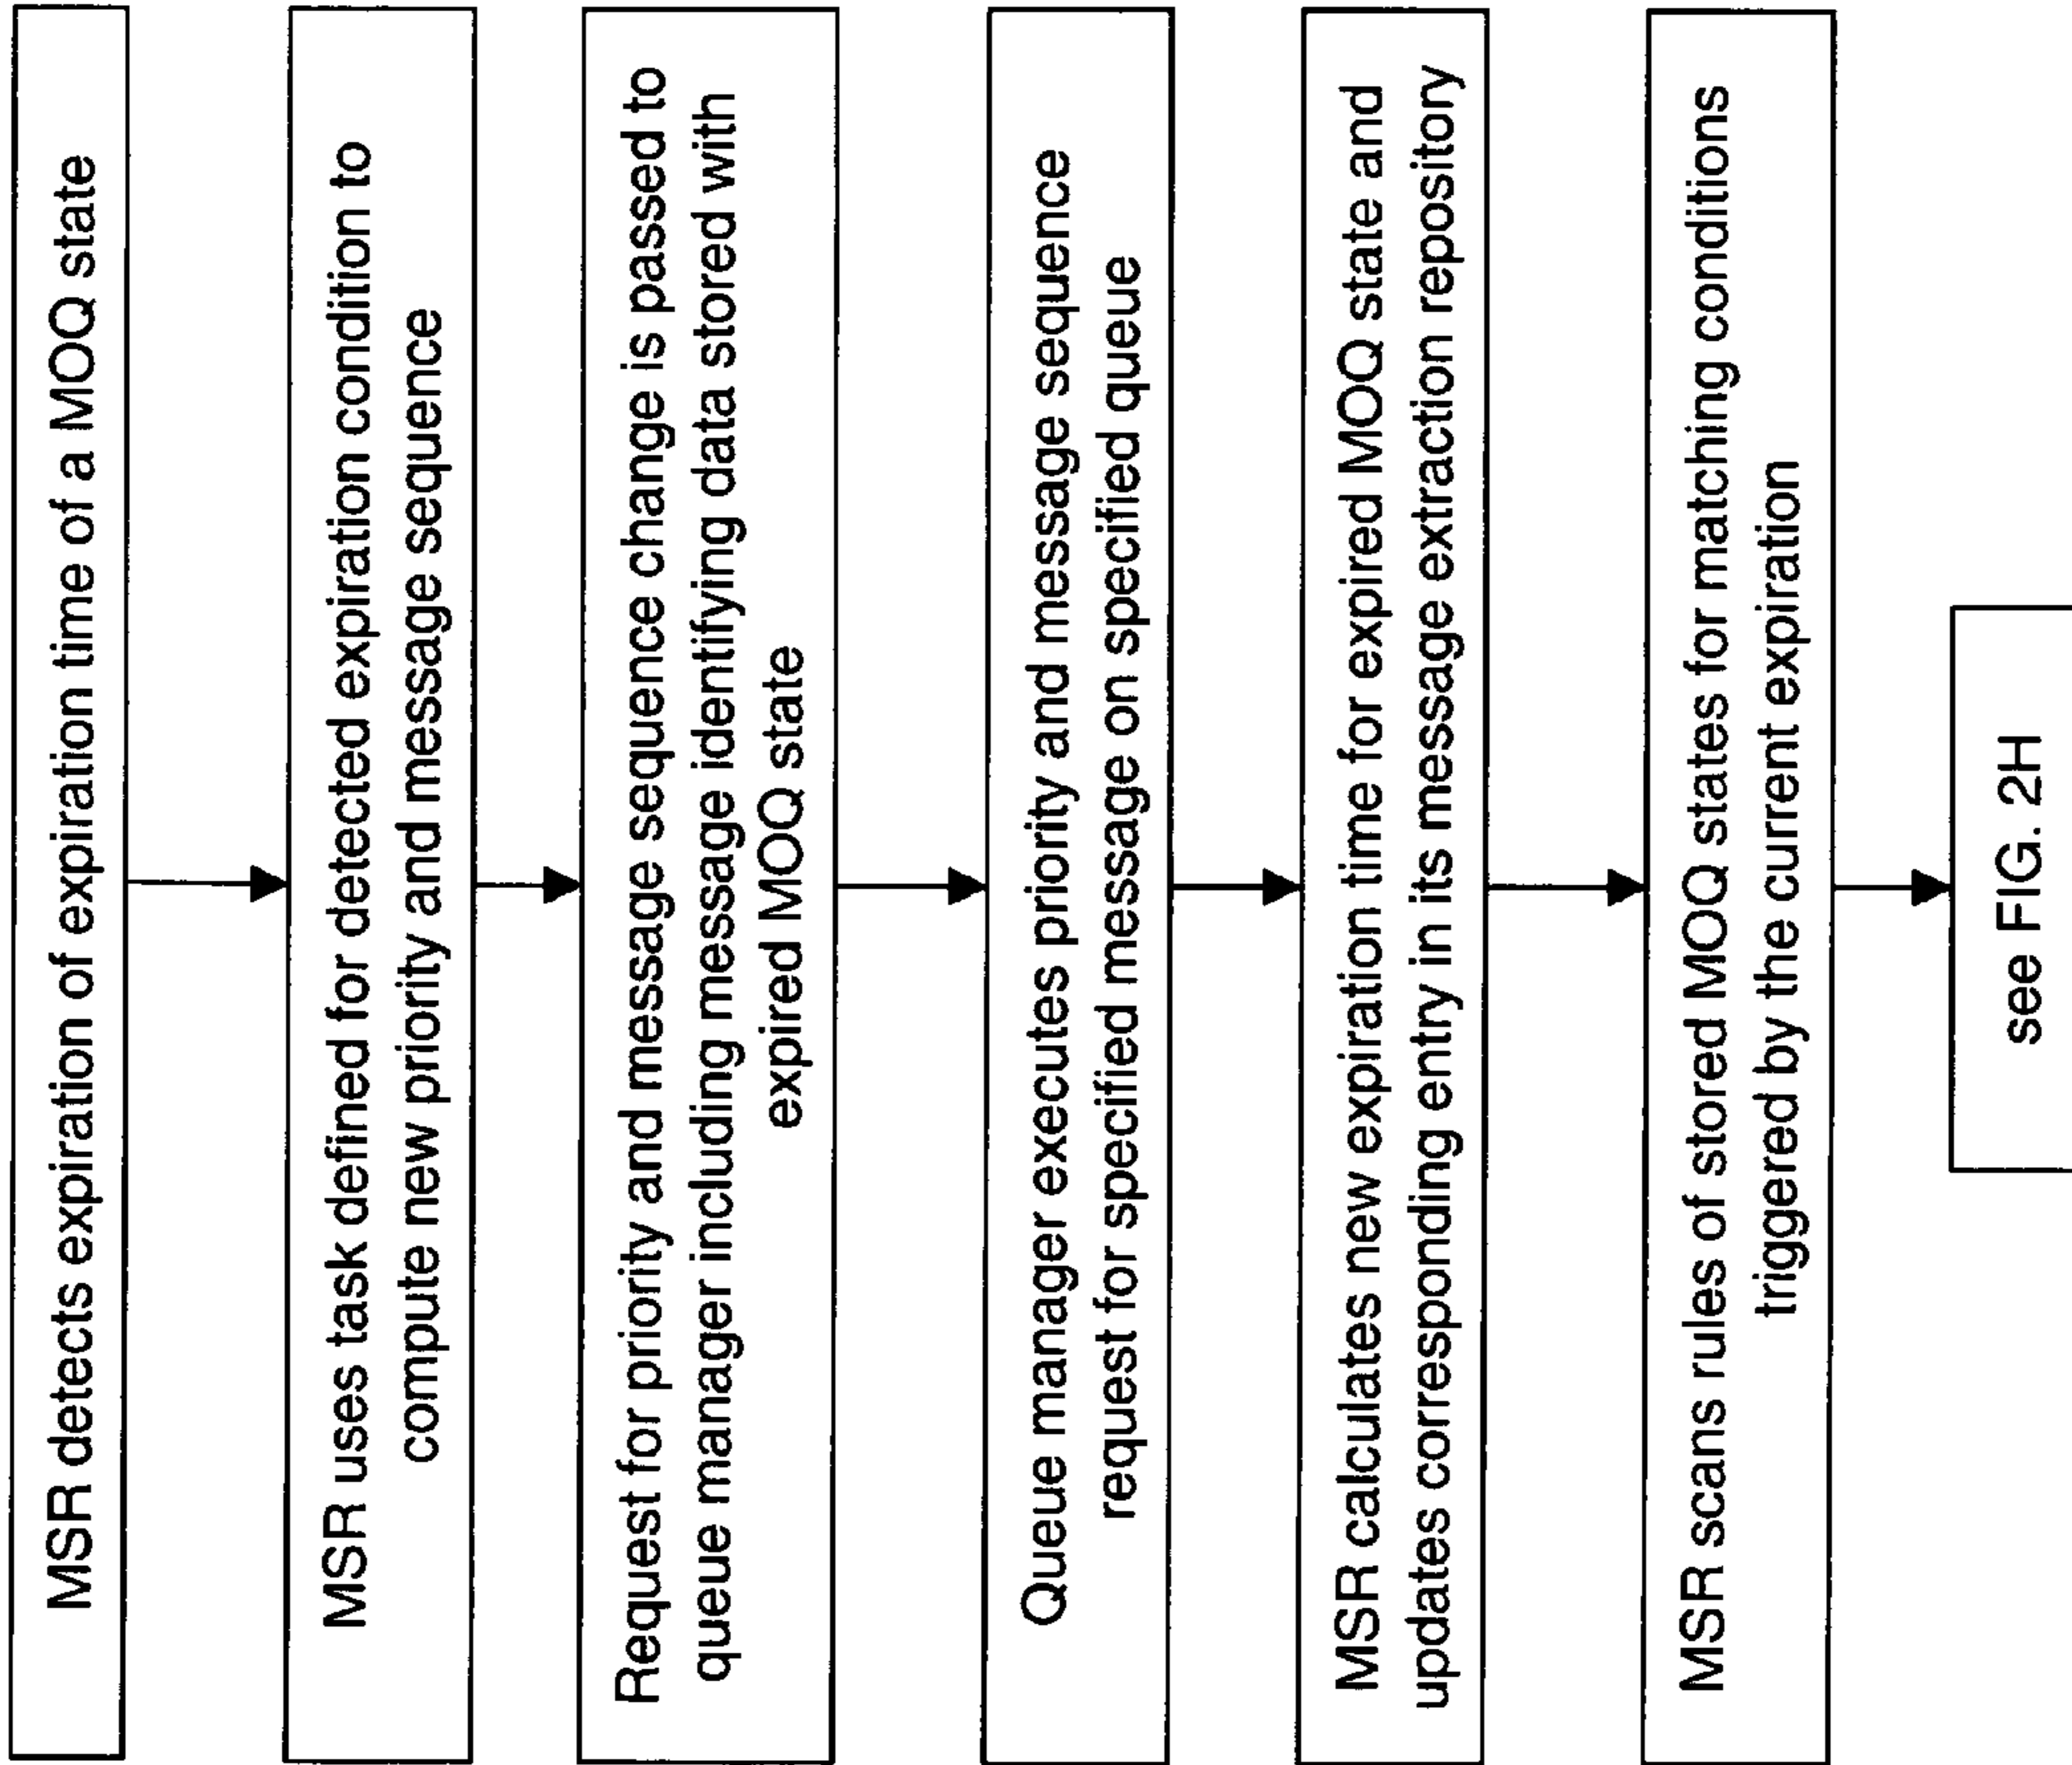 MSR detects expiration of expiration time of a MOQ state
MSR uses task defined for detected expiration condition to
compute new priority and message sequence
Request for priority and message sequence change is passed to
queue manager including message identifying data stored with
expired MOQ state
Queue manager executes priority and message sequence
request for specified message on specified queue
MSR calculates new expiration time for expired MOQ state and
updates corresponding entry in its message extraction repository
MSR scans rules of stored MOQ states for matching conditions
triggered by the current expiration
see FIG. 2H